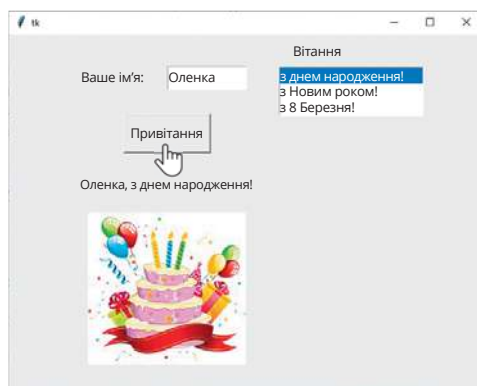 tk
Вітання
Ваше ім’я: Оленка
з днем народження!
з Новим роком!
з 8 Березня!
Привітання
Оленка, з днем народження!